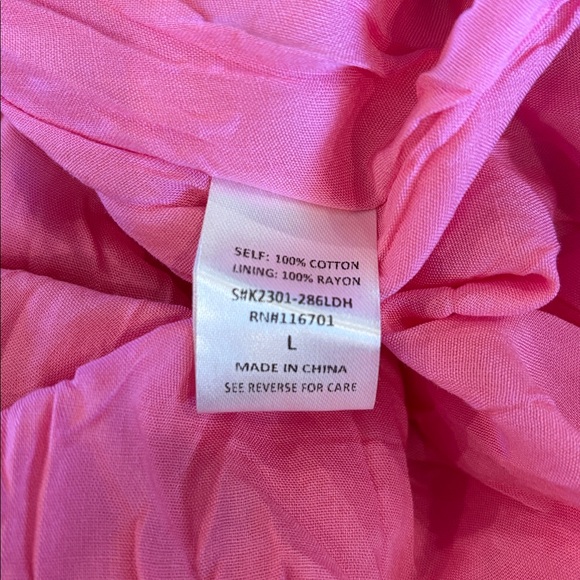 SELF: 100% COTTON
LINING: 100% RAYON
S#K2301-286LDH
RN#116701
L
MADE IN CHINA
SEE REVERSE FOR CARE